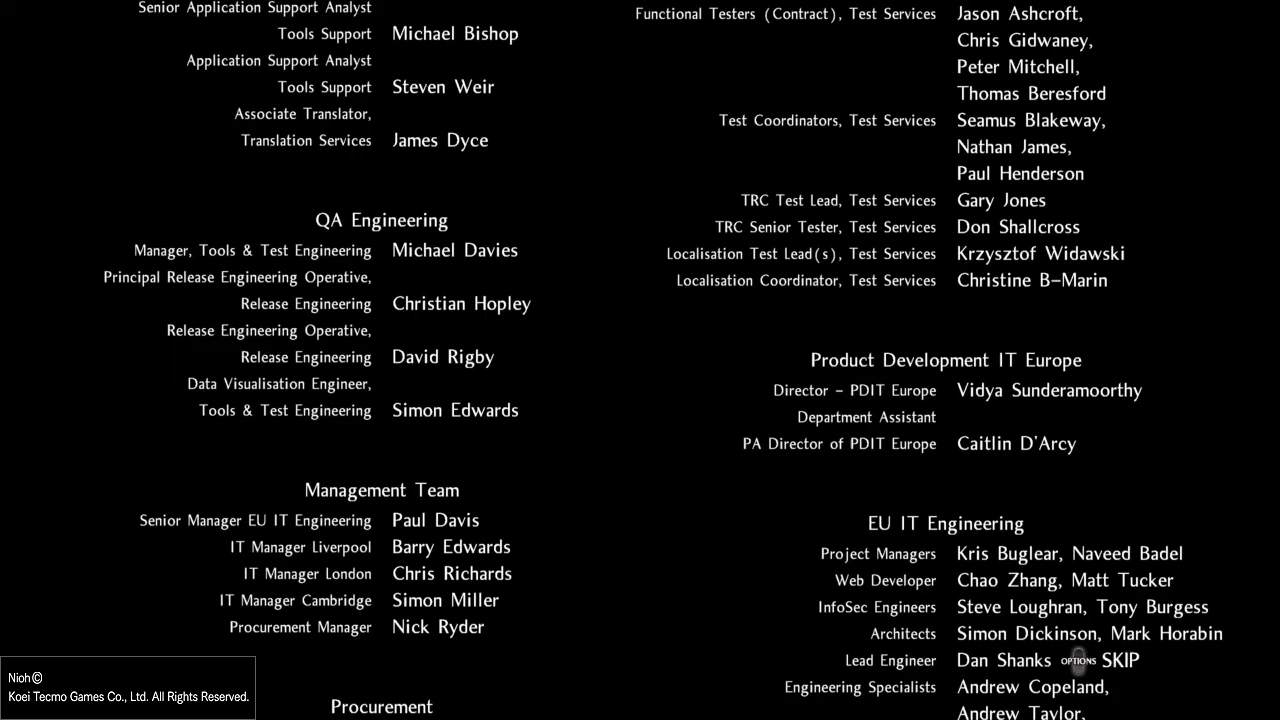 Senior Application Support Analyst
Tools Support Michael Bishop
Application Support Analyst
Tools Support Steven Weir
Associate Translator,
Translation Services James Dyce
QA Engineering
Manager, Tools & Test Engineering Michael Davies
Principal Release Engineering Operative,
Release Engineering Christian Hopley
Release Engineering Operative,
Release Engineering David Rigby
Data Visualisation Engineer,
Tools & Test Engineering Simon Edwards
Management Team
Senior Manager EU IT Engineering Paul Davis
IT Manager Liverpool Barry Edwards
IT Manager London Chris Richards
IT Manager Cambridge Simon Miller
Procurement Manager Nick Ryder
Procurement
Functional Testers (Contract), Test Services Jason Ashcroft,
Chris Gidwaney,
Peter Mitchell,
Thomas Beresford
Test Coordinators, Test Services Seamus Blakeway,
Nathan James,
Paul Henderson
TRC Test Lead, Test Services Gary Jones
TRC Senior Tester, Test Services Don Shallcross
Localisation Test Lead(s), Test Services Krzysztof Widawski
Localisation Coordinator, Test Services Christine B-Marin
Product Development IT Europe
Director - PDIT Europe Vidya Sunderamoorthy
Department Assistant
PA Director of PDIT Europe Caitlin D'Arcy
EU IT Engineering
Project Managers Kris Buglear, Naveed Badel
Web Developer Chao Zhang, Matt Tucker
InfoSec Engineers Steve Loughran, Tony Burgess
Architects Simon Dickinson, Mark Horabin
Lead Engineer Dan Shanks
OPTIONS SKIP
Engineering Specialists Andrew Copeland,
Andrew Taylor,
Nioh©
Koei Tecmo Games Co., Ltd. All Rights Reserved.